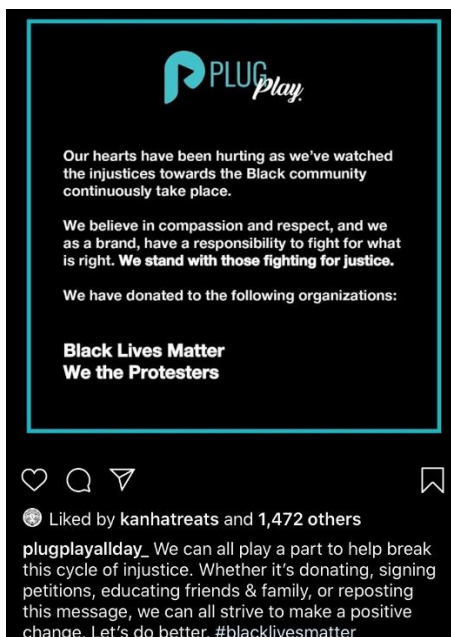 PLUG play.
Our hearts have been hurting as we've watched
the injustices towards the Black community
continuously take place.
We believe in compassion and respect, and we
as a brand, have a responsibility to fight for what
is right. We stand with those fighting for justice.
We have donated to the following organizations:
Black Lives Matter
We the Protesters
Liked by kanhatreats and 1,472 others
plugplayallday_ We can all play a part to help break
this cycle of injustice. Whether it's donating, signing
petitions, educating friends & family, or reposting
this message, we can all strive to make a positive
change. Let's do better. #blacklivesmatter